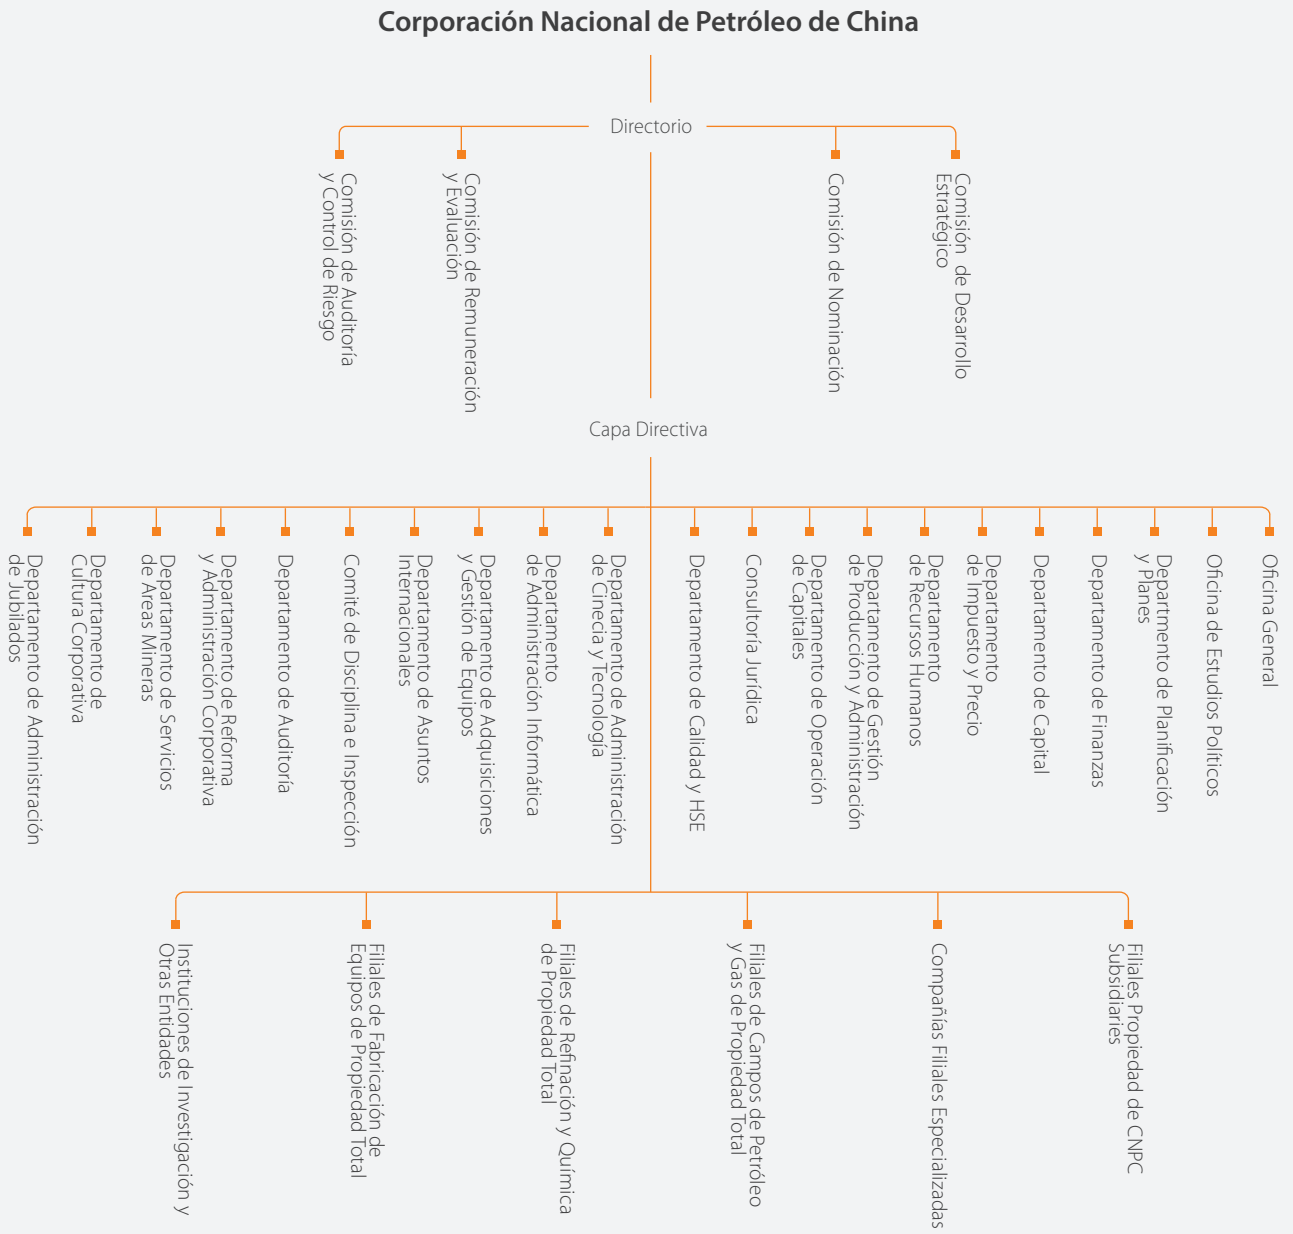 Corporación Nacional de Petróleo de China
Directorio
Comisión de Auditoría
y Control de Riesgo
Comisión de Remuneración
y Evaluación
Comisión de Nominación
Comisión de Desarrollo
Estratégico
Capa Directiva
Departamento de Administración
de Jubilados
Departamento de
Cultura Corporativa
Departamento de Servicios
de Areas Mineras
Departamento de Reforma
y Administración Corporativa
Departamento de Auditoría
Comité de Disciplina e Inspección
Departamento de Asuntos
Internacionales
Departamento de Adquisiciones
y Gestión de Equipos
Departamento
de Administración Informática
Departamento de Administración
de Cinecia y Tecnología
Departamento de Calidad y HSE
Consultoría Jurídica
Departamento de Operación
de Capitales
Departamento de Gestión
de Producción y Administración
Departamento
de Recursos Humanos
Departamento
de Impuesto y Precio
Departamento de Capital
Departamento de Finanzas
Departmento de Planificación
y Planes
Oficina de Estudios Políticos
Oficina General
Instituciones de Investigación y
Otras Entidades
Filiales de Fabricación de
Equipos de Propiedad Total
Filiales de Refinación y Química
de Propiedad Total
Filiales de Campos de Petróleo
y Gas de Propiedad Total
Compañías Filiales Especializadas
Filiales Propiedad de CNPC
Subsidiaries